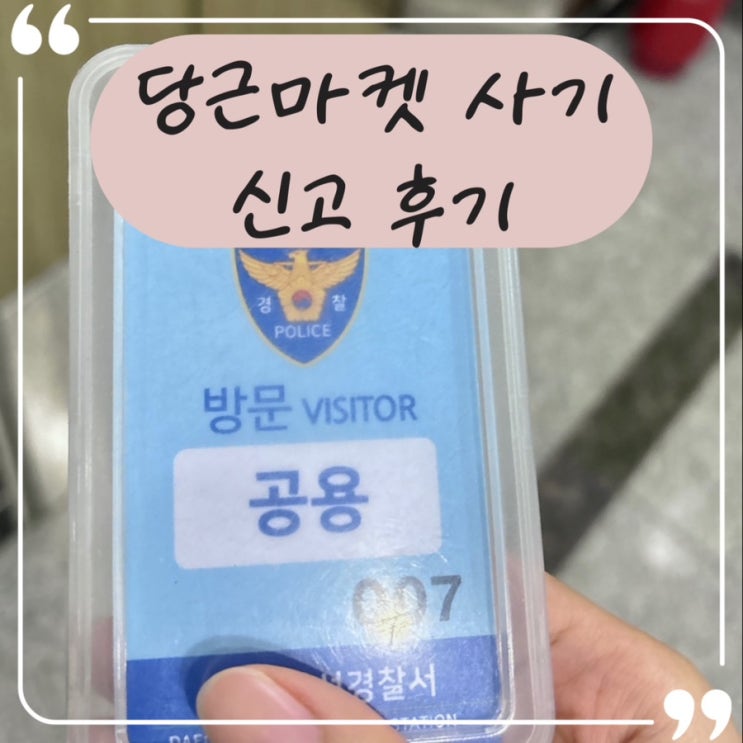 당근마켓 사기
신고 후기
경 찰
POLICE
방문 VISITOR
공용
007
경찰서